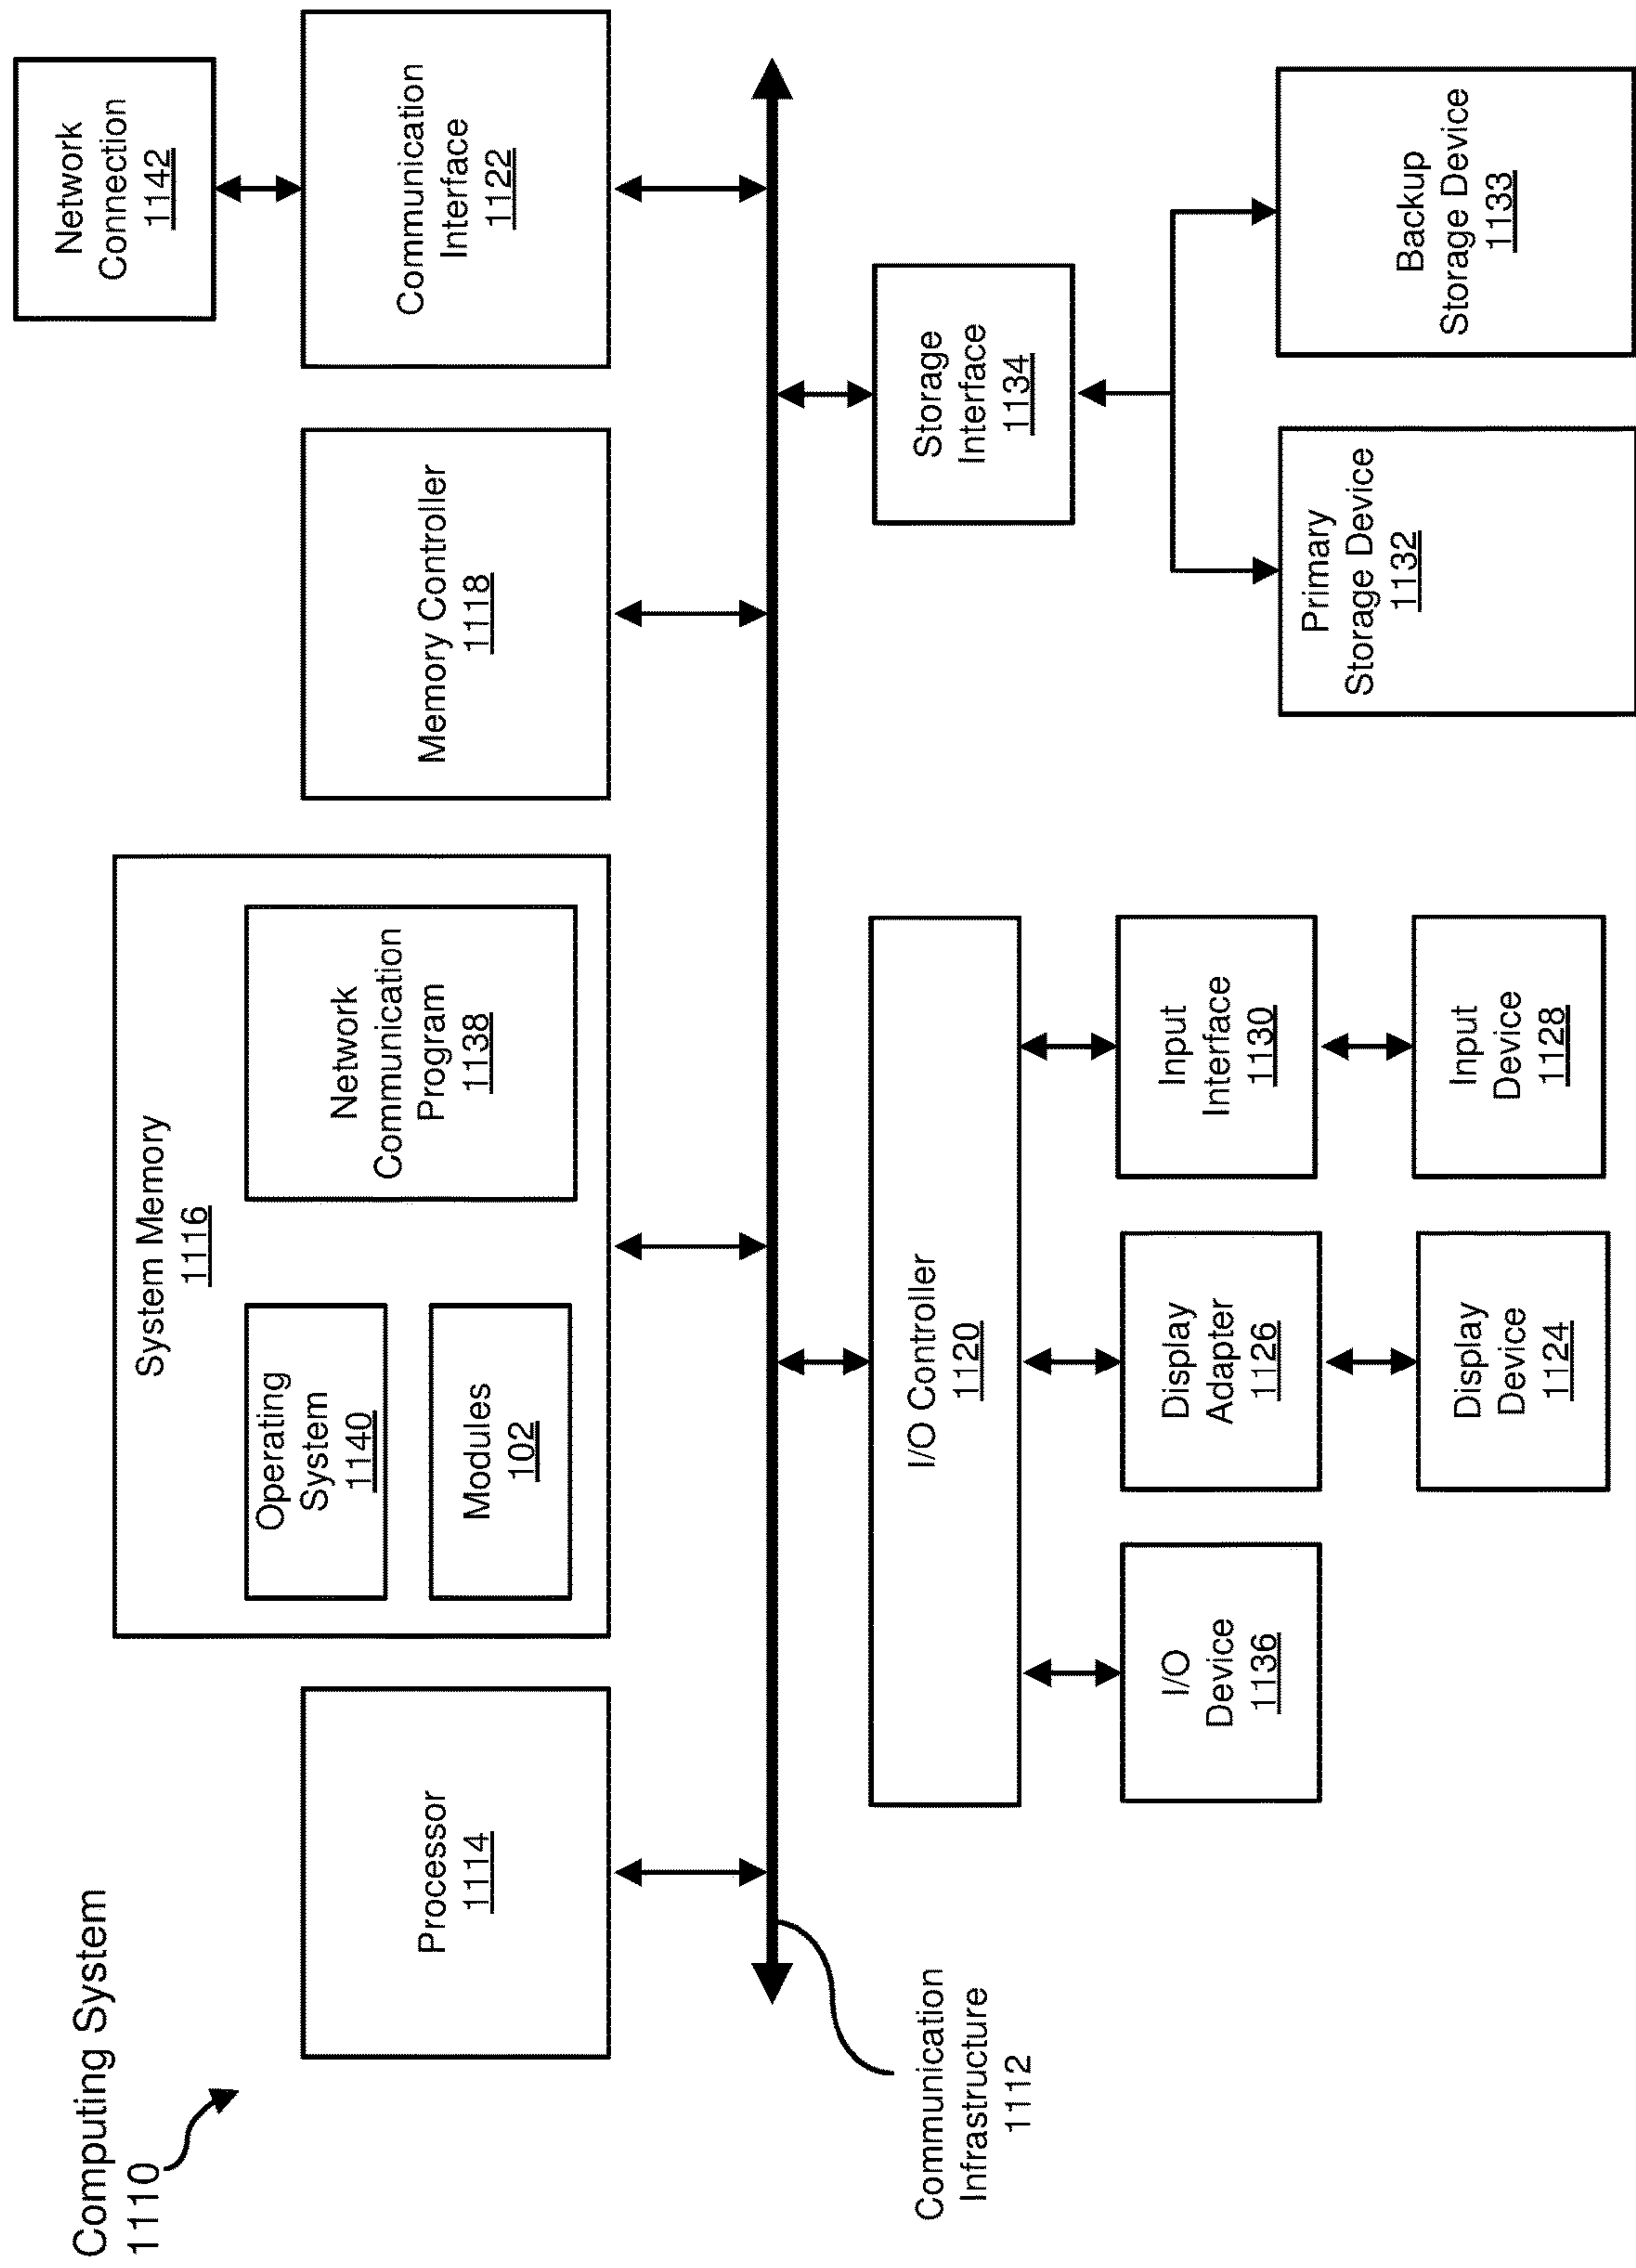 Computing System
1110
Processor
1114
System Memory
1116
Operating
System
1140
Modules
102
Network
Communication
Program
1138
Memory Controller
1118
Network
Connection
1142
Communication
Interface
1122
Communication
Infrastructure
1112
I/O Controller
1120
I/O
Device
1136
Display
Adapter
1126
Input
Interface
1130
Display
Device
1124
Input
Device
1128
Storage
Interface
1134
Primary
Storage Device
1132
Backup
Storage Device
1133